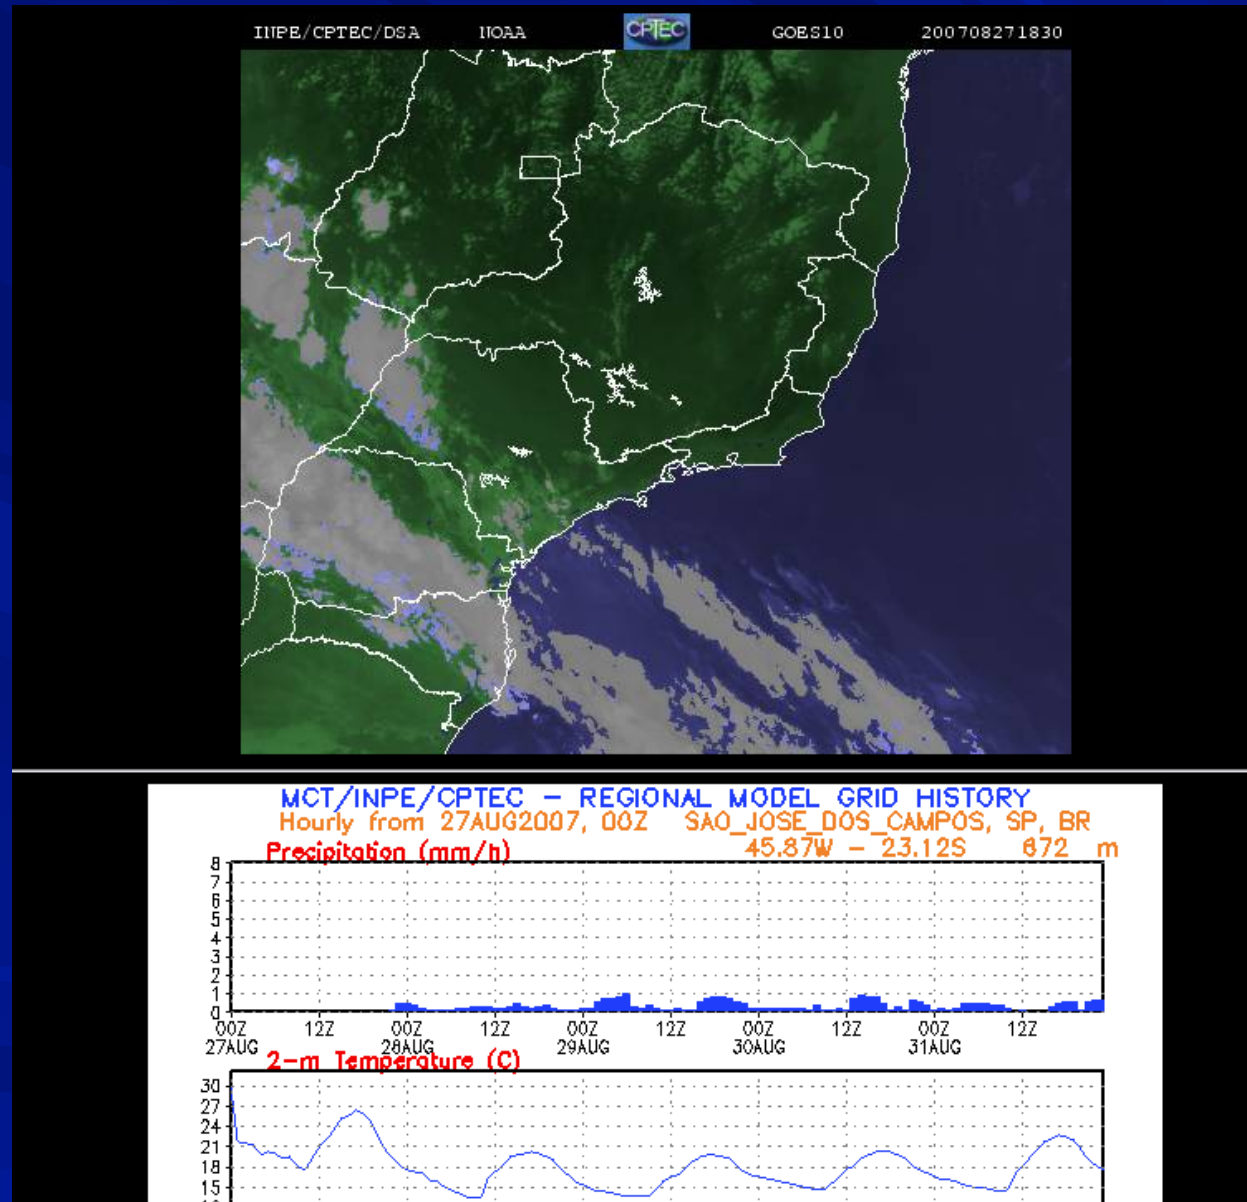 INPE/CPTEC/DSA NOAA CPTEC GOES10 200708271830
MCT/INPE/CPTEC - REGIONAL MODEL GRID HISTORY
Hourly from 27AUG2007, 00Z SAO_JOSE_DOS_CAMPOS, SP, BR
Precipitation (mm/h) 45.87W - 23.12S 672 m
8
7
6
5
4
3
2
1
0
00Z 12Z 00Z 12Z 00Z 12Z 00Z 12Z 00Z 12Z
27AUG 28AUG 29AUG 30AUG 31AUG
2-m Temperature (C)
30
27
24
21
18
15